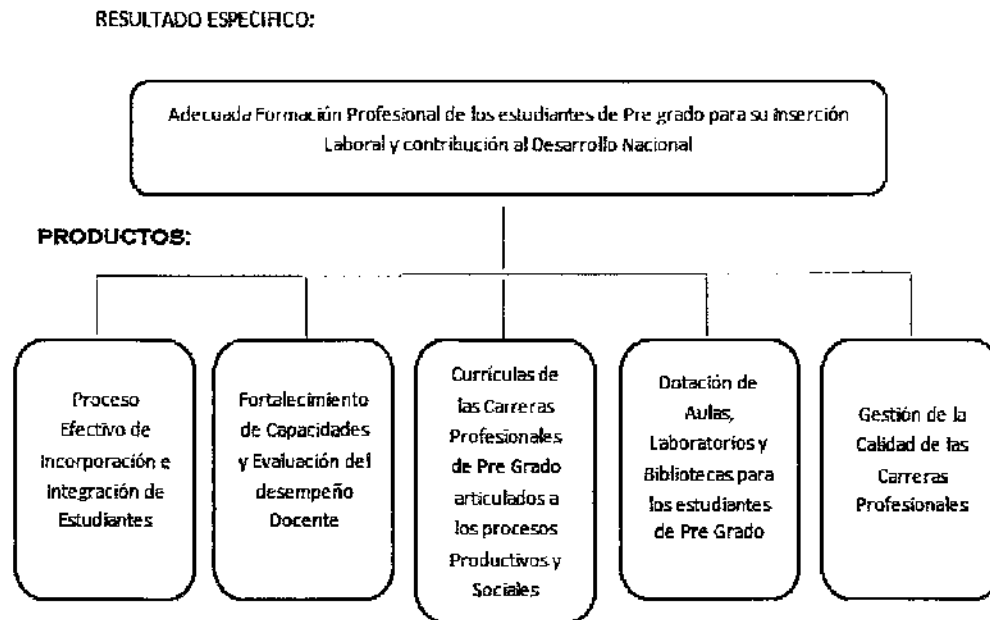 RESULTADO ESPECIFICO:
Adecuada Formación Profesional de los estudiantes de Pre grado para su inserción
Laboral y contribución al Desarrollo Nacional
PRODUCTOS:
Proceso
Efectivo de
Incorporación e
Integración de
Estudiantes
Fortalecimiento
de Capacidades
y Evaluación del
desempeño
Docente
Currículas de
las Carreras
Profesionales
de Pre Grado
articulados a
los procesos
Productivos y
Sociales
Dotación de
Aulas,
Laboratorios y
Bibliotecas para
los estudiantes
de Pre Grado
Gestión de la
Calidad de las
Carreras
Profesionales